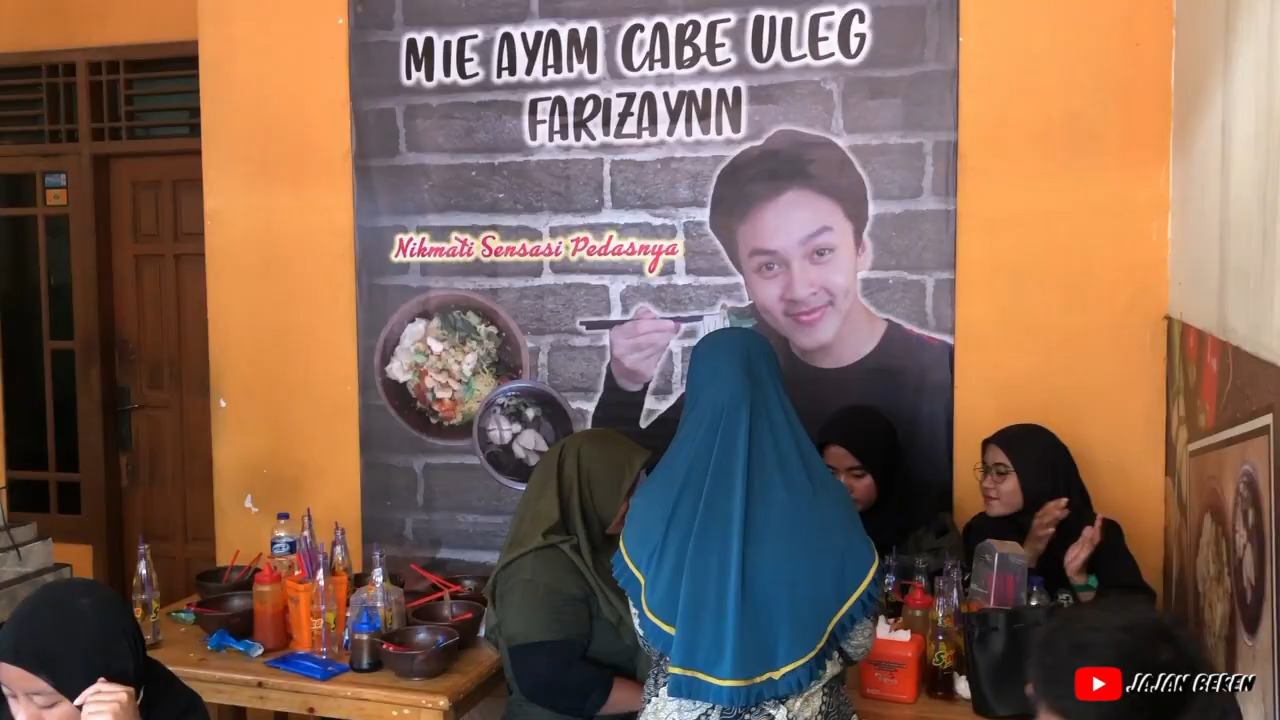 MIE AYAM CABE ULEG
FARIZAYNN
Nikmati Sensasi Pedasnya
JAJAN BEKEN